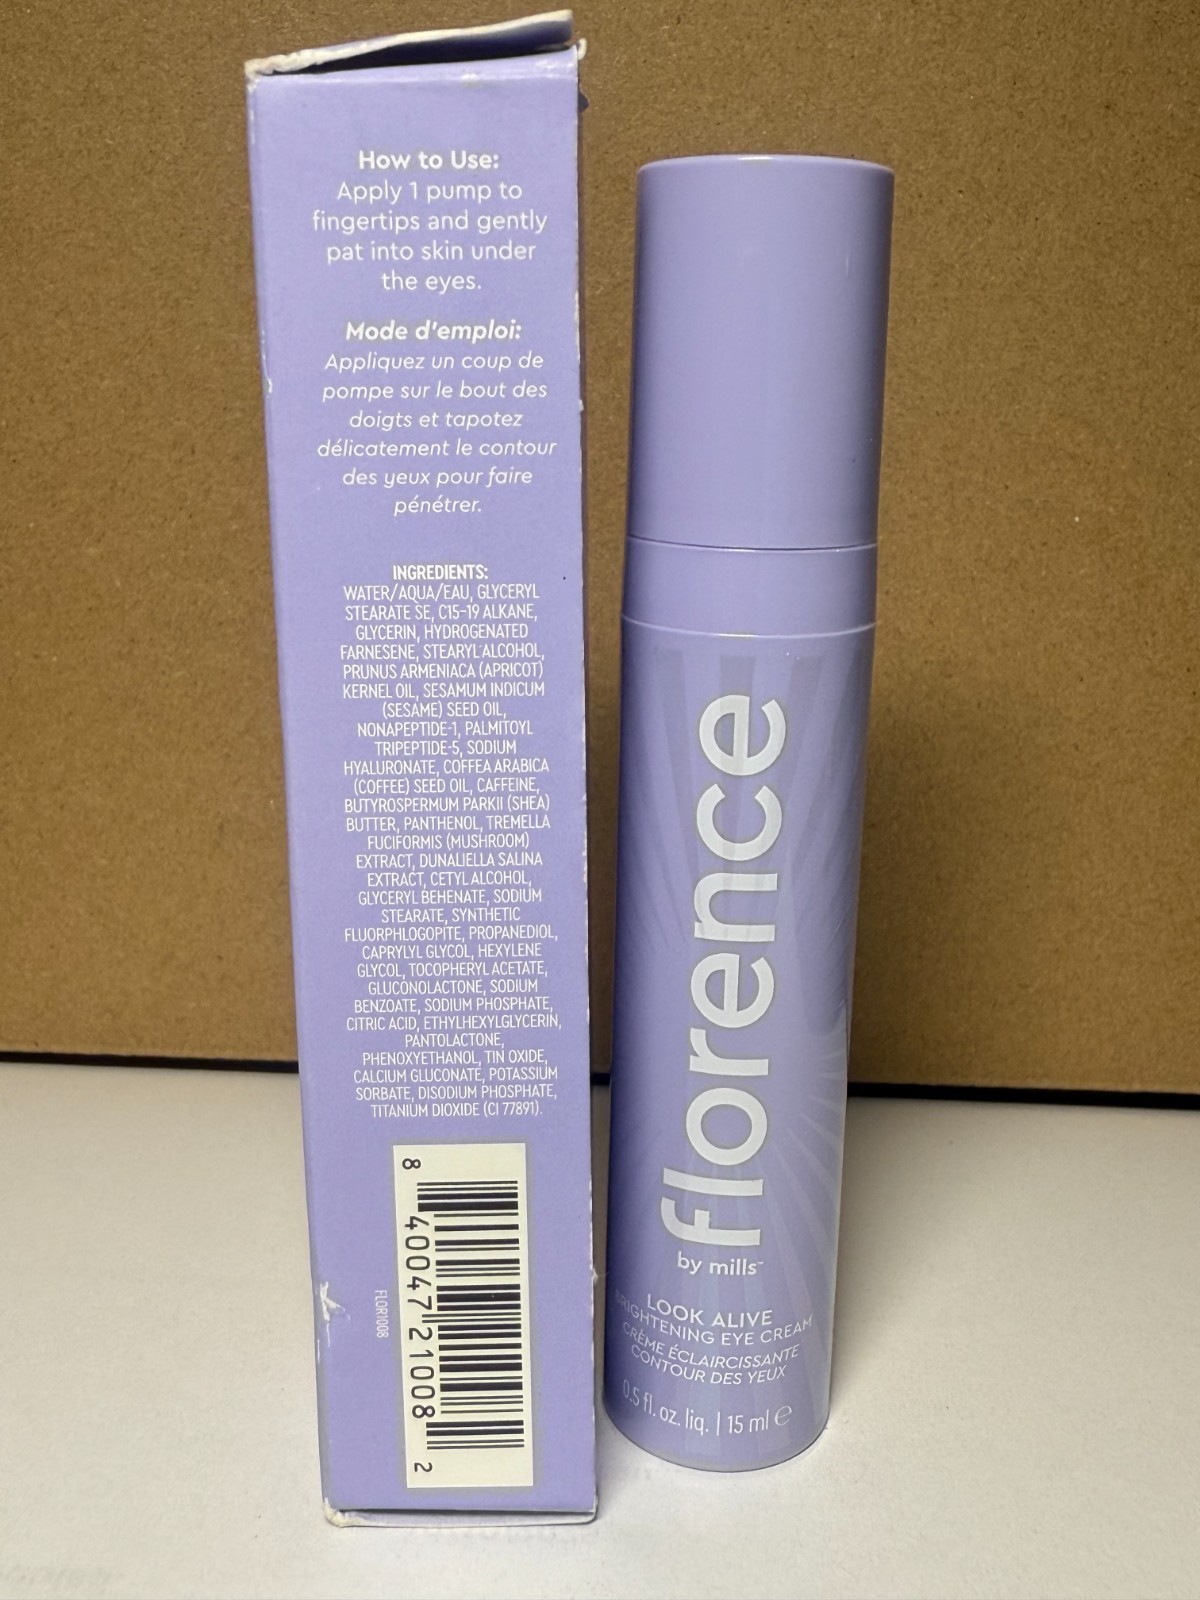 How to Use:
Apply 1 pump to
fingertips and gently
pat into skin under
the eyes.
Mode d'emploi:
Appliquez un coup de
pompe sur le bout des
doigts et tapotez
délicatement le contour
des yeux pour faire
pénétrer.
INGREDIENTS:
WATER/AQUA/EAU, GLYCERYL
STEARATE SE, C15-19 ALKANE,
GLYCERIN, HYDROGENATED
FARNESENE, STEARYL ALCOHOL,
PRUNUS ARMENIACA (APRICOT)
KERNEL OIL, SESAMUM INDICUM
(SESAME) SEED OIL,
NONAPEPTIDE-1, PALMITOYL
TRIPEPTIDE-5, SODIUM
HYALURONATE, COFFEA ARABICA
(COFFEE) SEED OIL, CAFFEINE,
BUTYROSPERMUM PARKII (SHEA)
BUTTER, PANTHENOL, TREMELLA
FUCIFORMIS (MUSHROOM)
EXTRACT, DUNALIELLA SALINA
EXTRACT, CETYL ALCOHOL,
GLYCERYL BEHENATE, SODIUM
STEARATE, SYNTHETIC
FLUORPHLOGOPITE, PROPANEDIOL,
CAPRYLYL GLYCOL, HEXYLENE
GLYCOL, TOCOPHERYL ACETATE,
GLUCONOLACTONE, SODIUM
BENZOATE, SODIUM PHOSPHATE,
CITRIC ACID, ETHYLHEXYLGLYCERIN,
PANTOLACTONE,
PHENOXYETHANOL, TIN OXIDE,
CALCIUM GLUCONATE, POTASSIUM
SORBATE, DISODIUM PHOSPHATE,
TITANIUM DIOXIDE (CI 77891).
8 40047 21008 2
FLOR1008
florence
by mills™
LOOK ALIVE
BRIGHTENING EYE CREAM
CRÈME ÉCLAIRCISSANTE
CONTOUR DES YEUX
0.5 fl. oz. liq. | 15 ml ℮